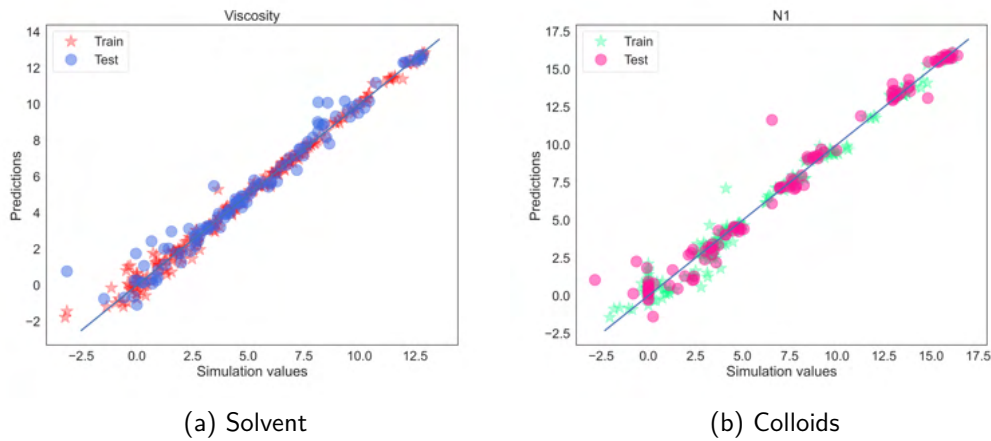 Viscosity
Train
Test
14
12
10
8
6
4
2
0
−2
Predictions
−2.5 0.0 2.5 5.0 7.5 10.0 12.5
Simulation values
(a) Solvent
N1
Train
Test
17.5
15.0
12.5
10.0
7.5
5.0
2.5
0.0
−2.5
Predictions
−2.5 0.0 2.5 5.0 7.5 10.0 12.5 15.0 17.5
Simulation values
(b) Colloids